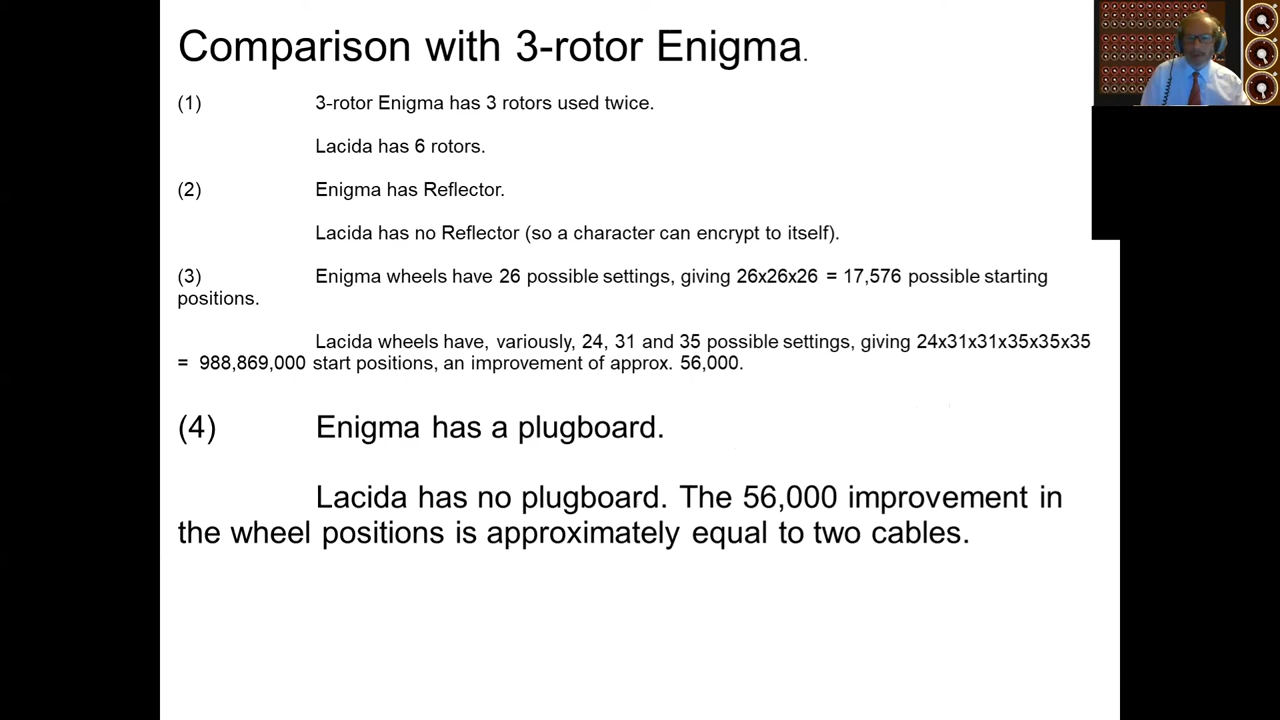 Comparison with 3-rotor Enigma.
(1) 3-rotor Enigma has 3 rotors used twice.
Lacida has 6 rotors.
(2) Enigma has Reflector.
Lacida has no Reflector (so a character can encrypt to itself).
(3) Enigma wheels have 26 possible settings, giving 26x26x26 = 17,576 possible starting
positions.
Lacida wheels have, variously, 24, 31 and 35 possible settings, giving 24x31x31x35x35x35
= 988,869,000 start positions, an improvement of approx. 56,000.
(4) Enigma has a plugboard.
Lacida has no plugboard. The 56,000 improvement in
the wheel positions is approximately equal to two cables.